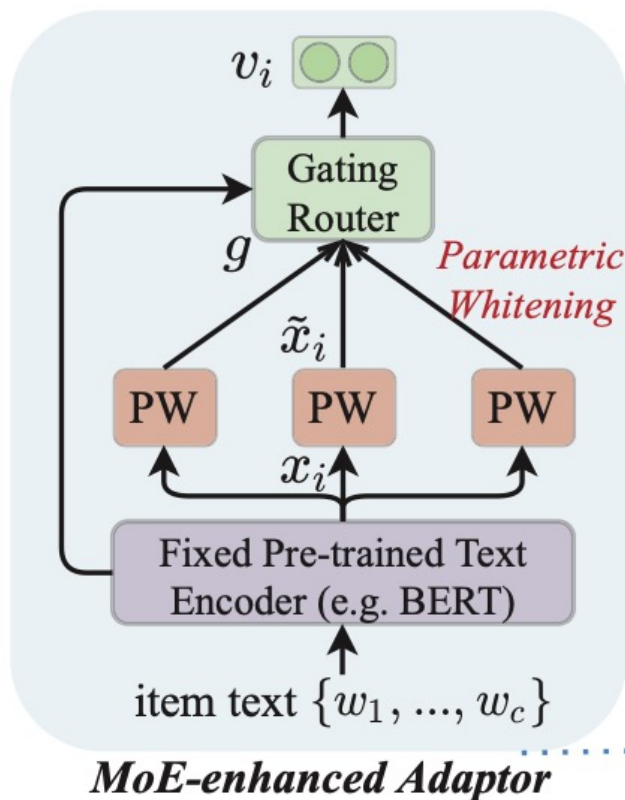 v_i
Gating
Router
g
Parametric
Whitening
x̃_i
PW PW PW
x_i
Fixed Pre-trained Text
Encoder (e.g. BERT)
item text {w_1, ..., w_c}
MoE-enhanced Adaptor